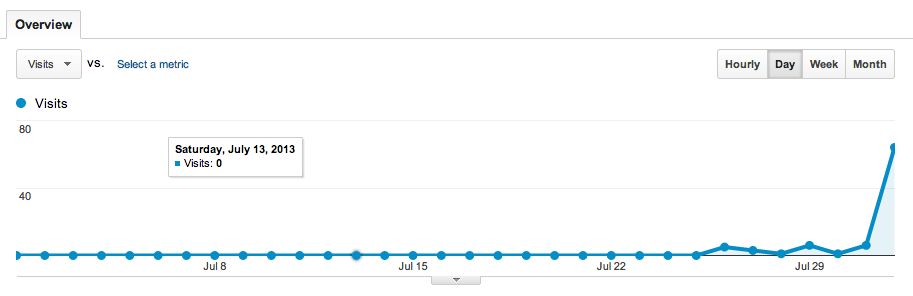 Overview
Visits vs. Select a metric Hourly Day Week Month
Visits
80
Saturday, July 13, 2013
Visits: 0
40
Jul 8 Jul 15 Jul 22 Jul 29